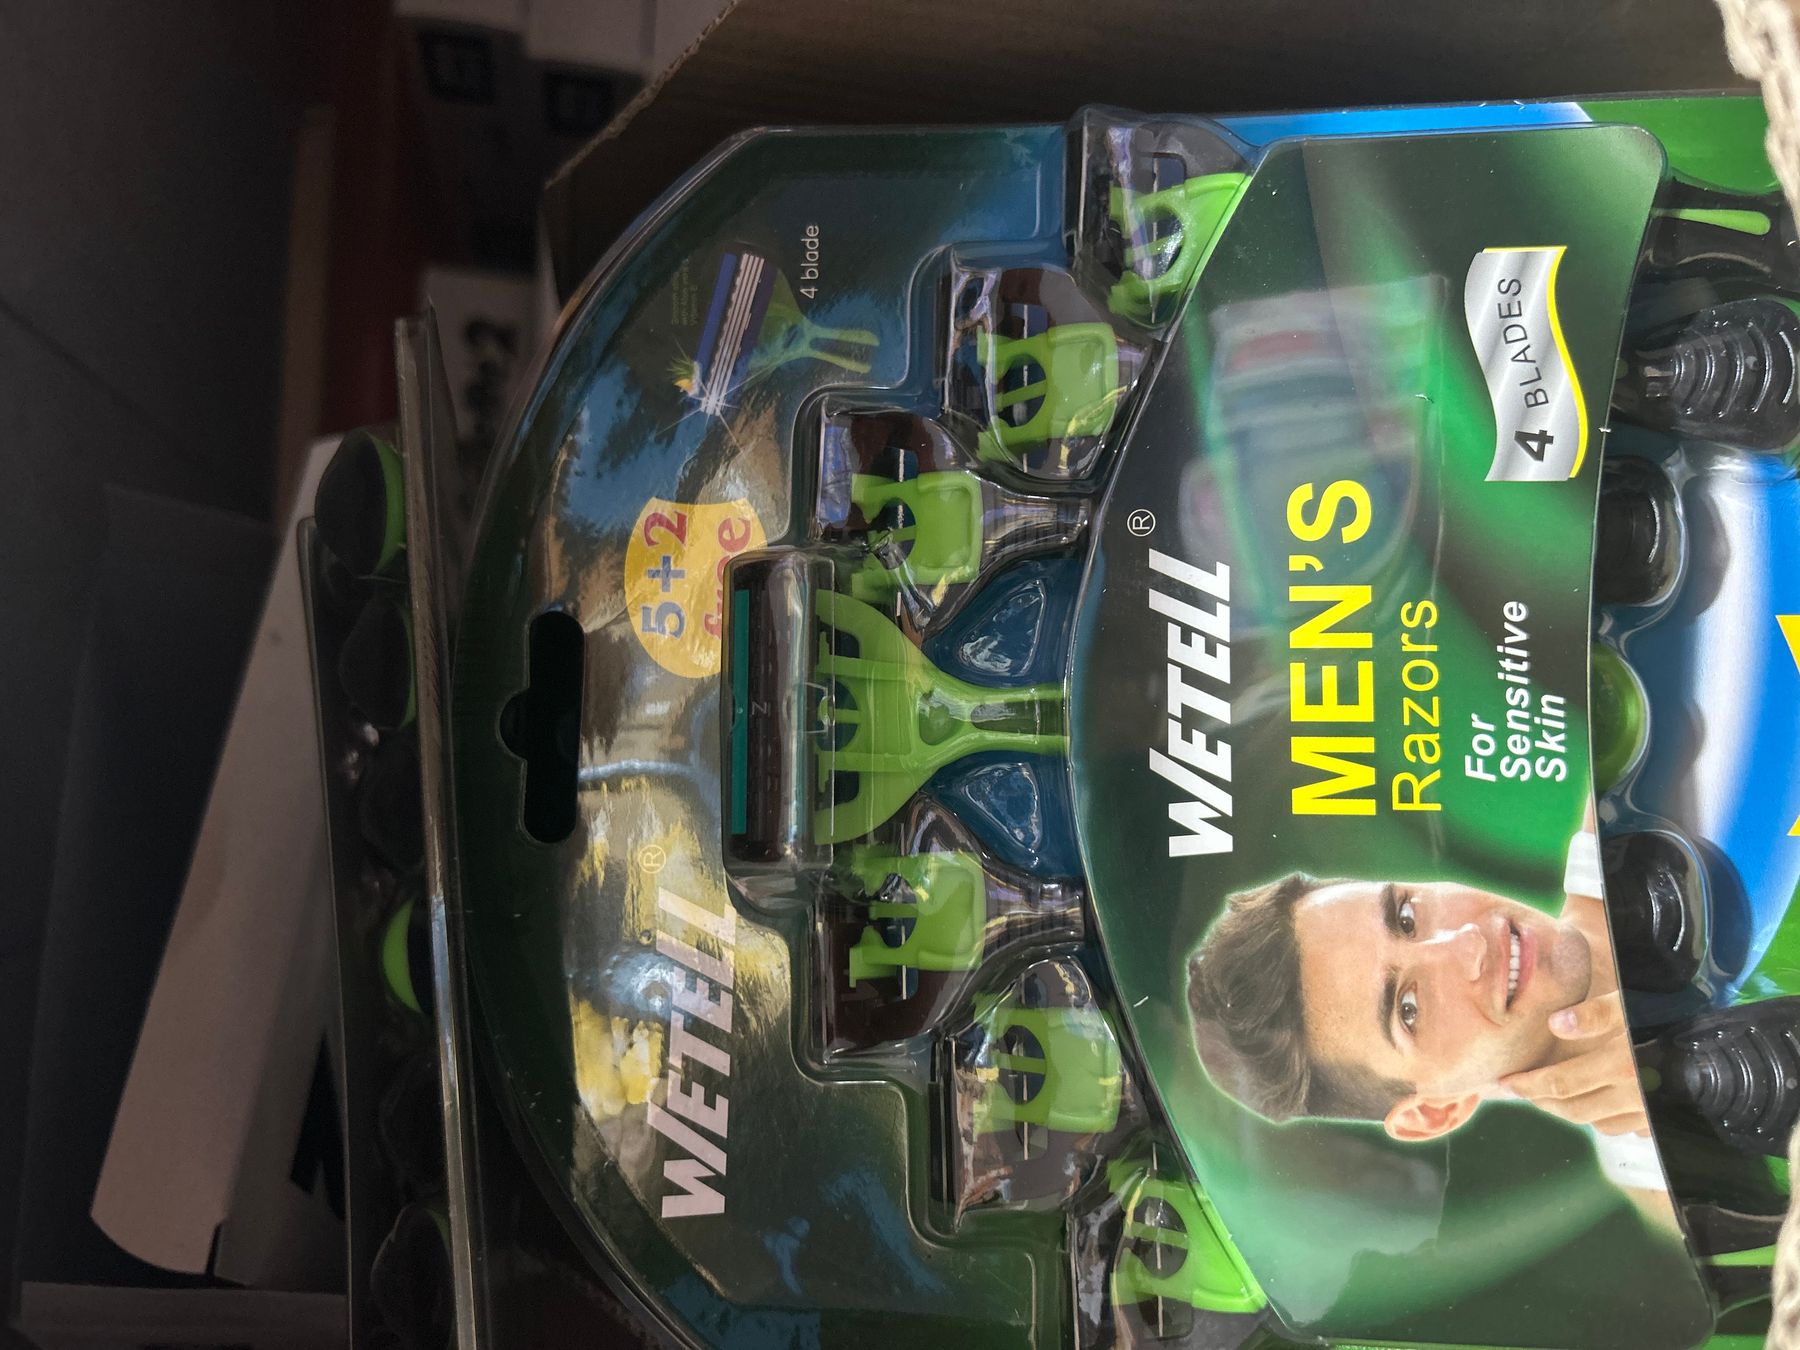 WETELL®
5+2
free
4 blade
WETELL®
MEN'S
Razors
For
Sensitive
Skin
4 BLADES